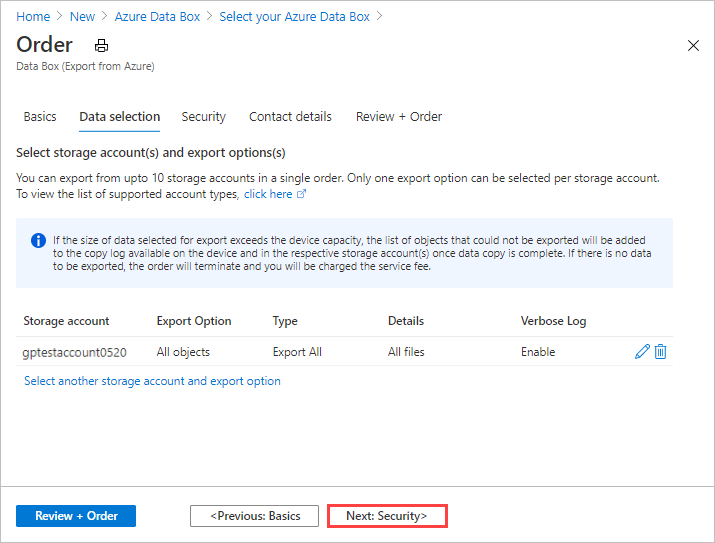 Home > New > Azure Data Box > Select your Azure Data Box >
Order
Data Box (Export from Azure)
Basics Data selection Security Contact details Review + Order
Select storage account(s) and export options(s)
You can export from upto 10 storage accounts in a single order. Only one export option can be selected per storage account.
To view the list of supported account types, click here
If the size of data selected for export exceeds the device capacity, the list of objects that could not be exported will be added
to the copy log available on the device and in the respective storage account(s) once data copy is complete. If there is no data
to be exported, the order will terminate and you will be charged the service fee.
Storage account Export Option Type Details Verbose Log
gptestaccount0520 All objects Export All All files Enable
Select another storage account and export option
Review + Order <Previous: Basics Next: Security>